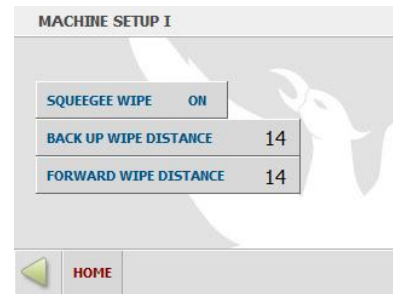 MACHINE SETUP I
SQUEEGEE WIPE ON
BACK UP WIPE DISTANCE 14
FORWARD WIPE DISTANCE 14
HOME